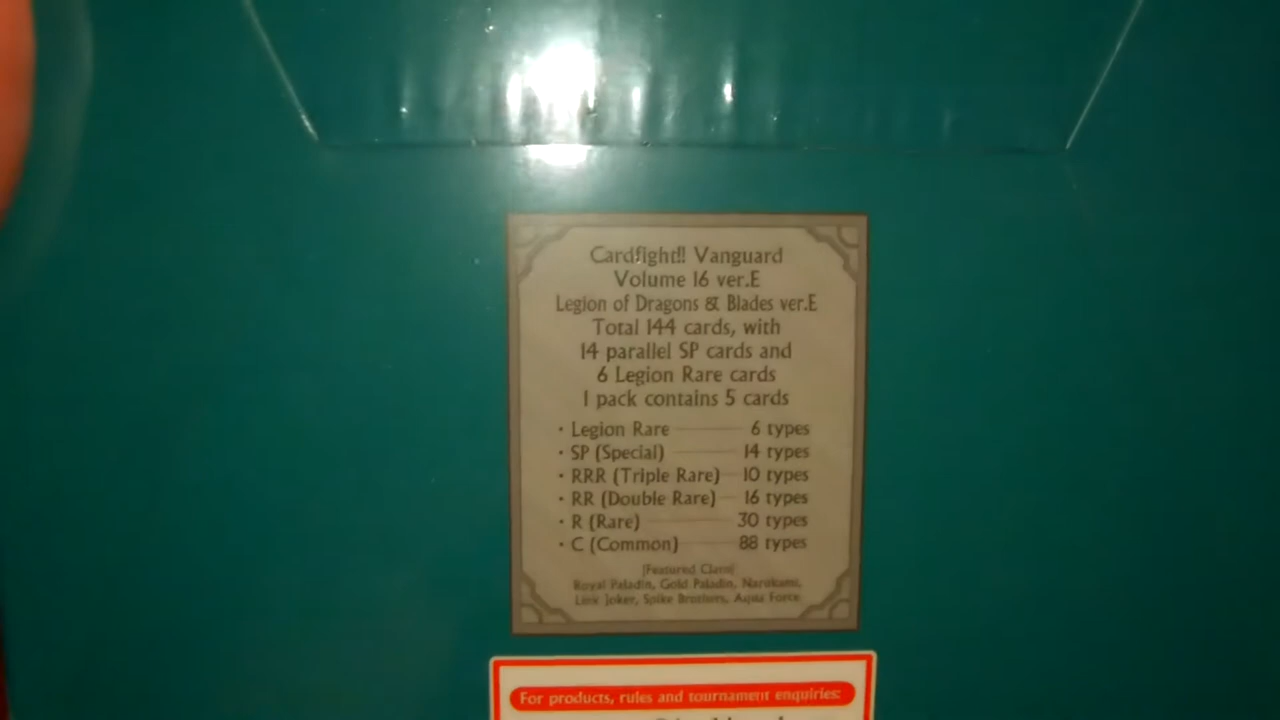 Cardfight!! Vanguard
Volume 16 ver.E
Legion of Dragons & Blades ver.E
Total 144 cards, with
14 parallel SP cards and
6 Legion Rare cards
1 pack contains 5 cards
· Legion Rare 6 types
· SP (Special) 14 types
· RRR (Triple Rare) 10 types
· RR (Double Rare) 16 types
· R (Rare) 30 types
· C (Common) 88 types
[Featured Clan]
Royal Paladin, Gold Paladin, Narukami,
Link Joker, Spike Brothers, Aqua Force
For products, rules and tournament enquiries: